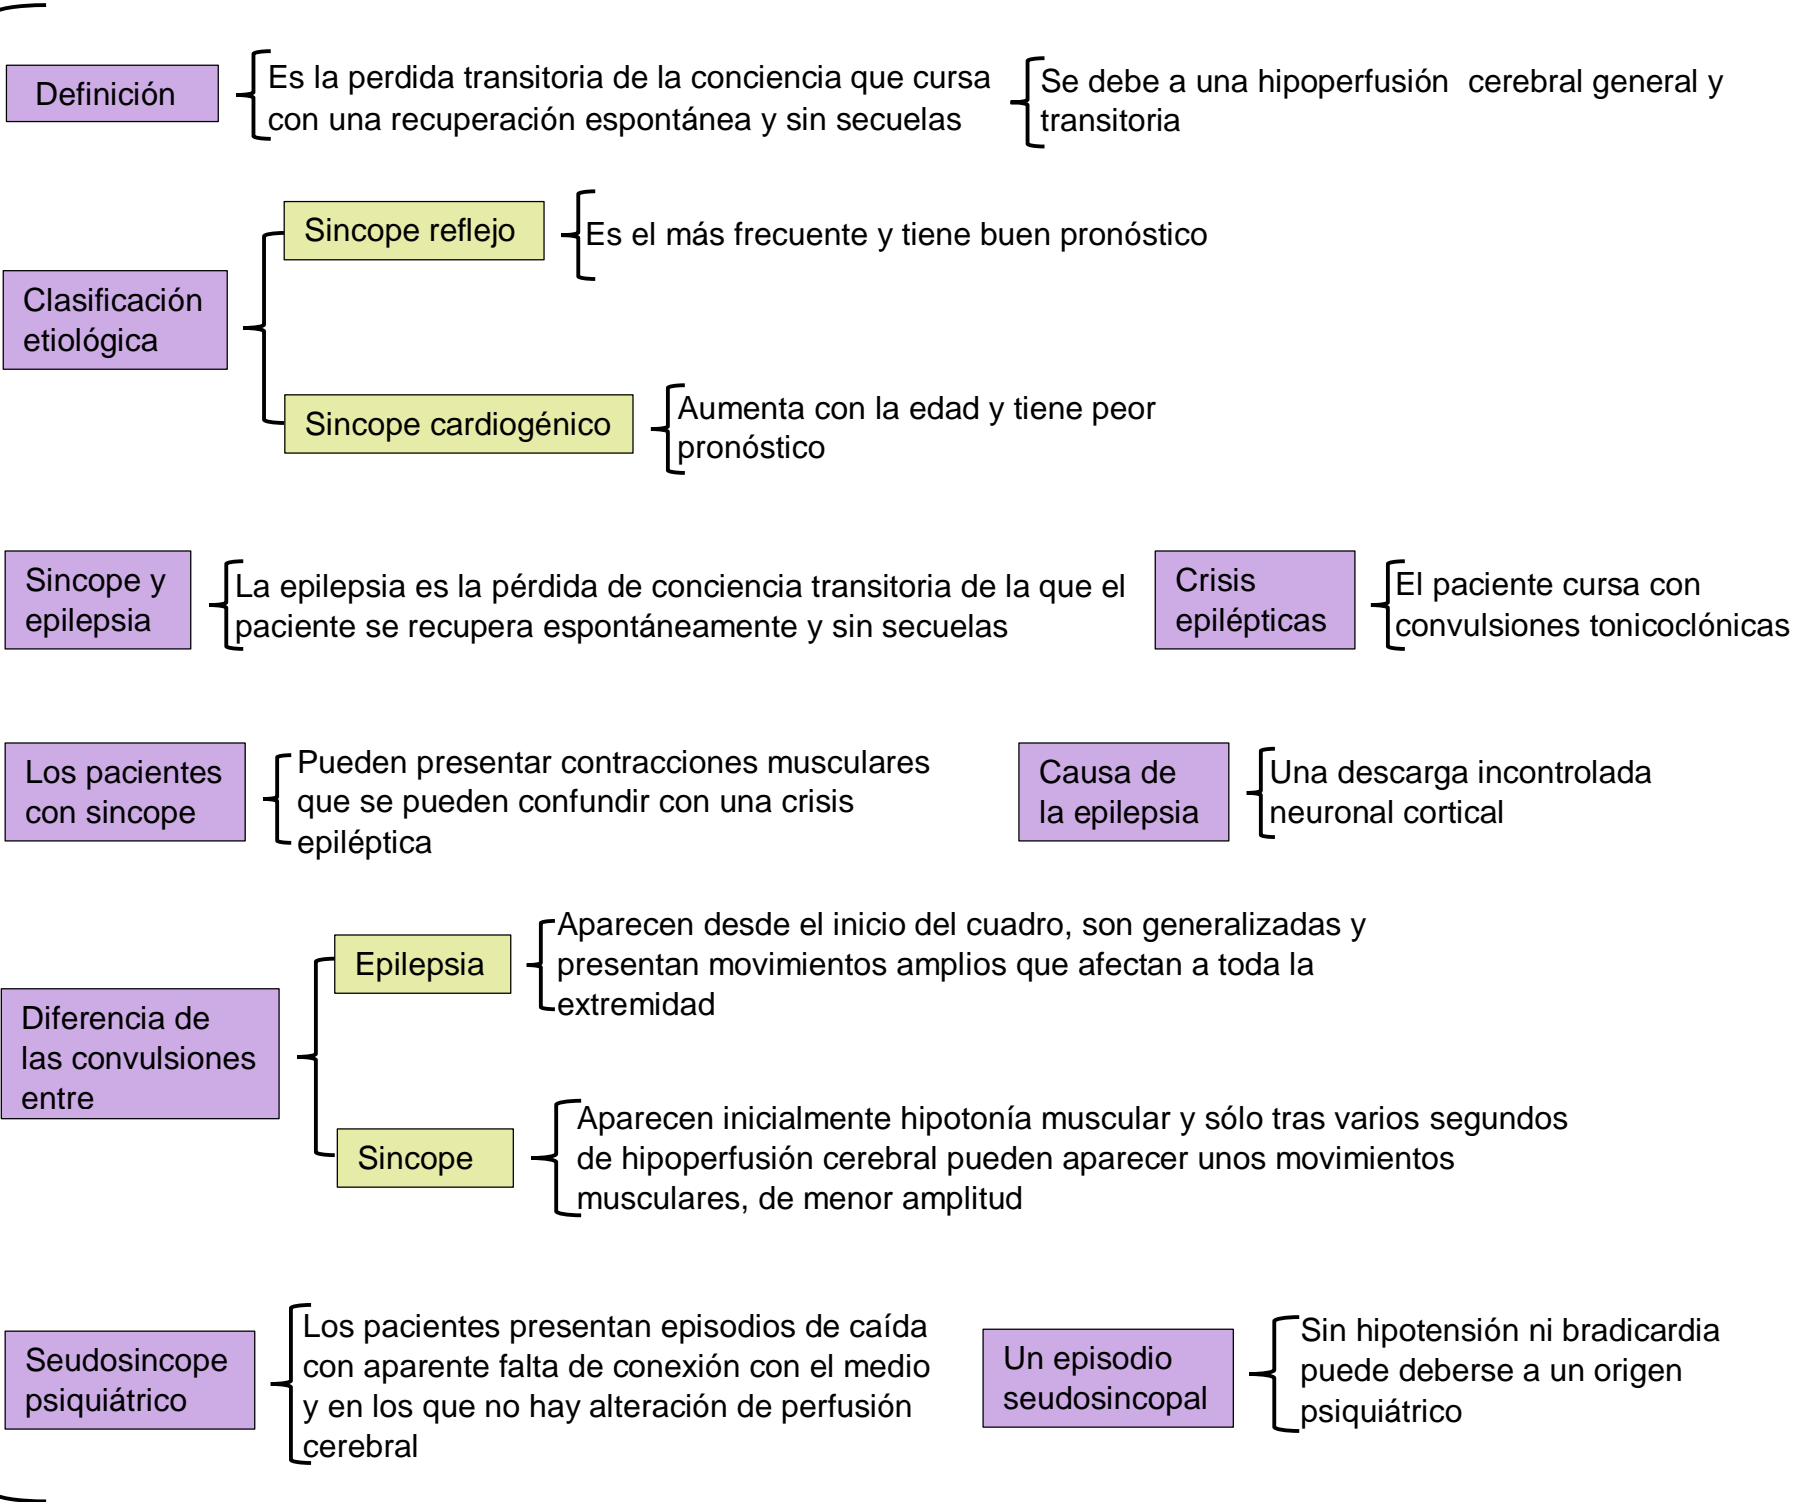 Definición
Es la perdida transitoria de la conciencia que cursa
con una recuperación espontánea y sin secuelas
Se debe a una hipoperfusión  cerebral general y
transitoria
Clasificación
etiológica
Sincope reflejo
Es el más frecuente y tiene buen pronóstico
Sincope cardiogénico
Aumenta con la edad y tiene peor
pronóstico
Sincope y
epilepsia
La epilepsia es la pérdida de conciencia transitoria de la que el
paciente se recupera espontáneamente y sin secuelas
Crisis
epilépticas
El paciente cursa con
convulsiones tonicoclónicas
Los pacientes
con sincope
Pueden presentar contracciones musculares
que se pueden confundir con una crisis
epiléptica
Causa de
la epilepsia
Una descarga incontrolada
neuronal cortical
Diferencia de
las convulsiones
entre
Epilepsia
Aparecen desde el inicio del cuadro, son generalizadas y
presentan movimientos amplios que afectan a toda la
extremidad
Sincope
Aparecen inicialmente hipotonía muscular y sólo tras varios segundos
de hipoperfusión cerebral pueden aparecer unos movimientos
musculares, de menor amplitud
Seudosincope
psiquiátrico
Los pacientes presentan episodios de caída
con aparente falta de conexión con el medio
y en los que no hay alteración de perfusión
cerebral
Un episodio
seudosincopal
Sin hipotensión ni bradicardia
puede deberse a un origen
psiquiátrico